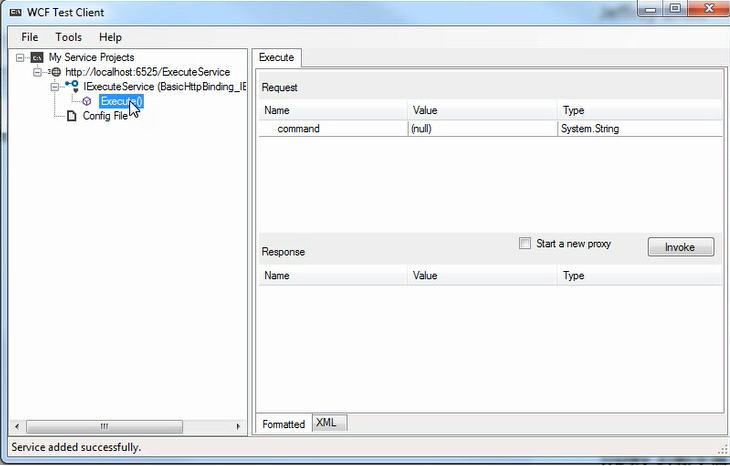 WCF Test Client
File Tools Help
My Service Projects
http://localhost:6525/ExecuteService
IExecuteService (BasicHttpBinding_IE
Execute()
Config File
Execute
Request
Name Value Type
command (null) System.String
Response
Start a new proxy
Invoke
Name Value Type
Formatted XML
Service added successfully.